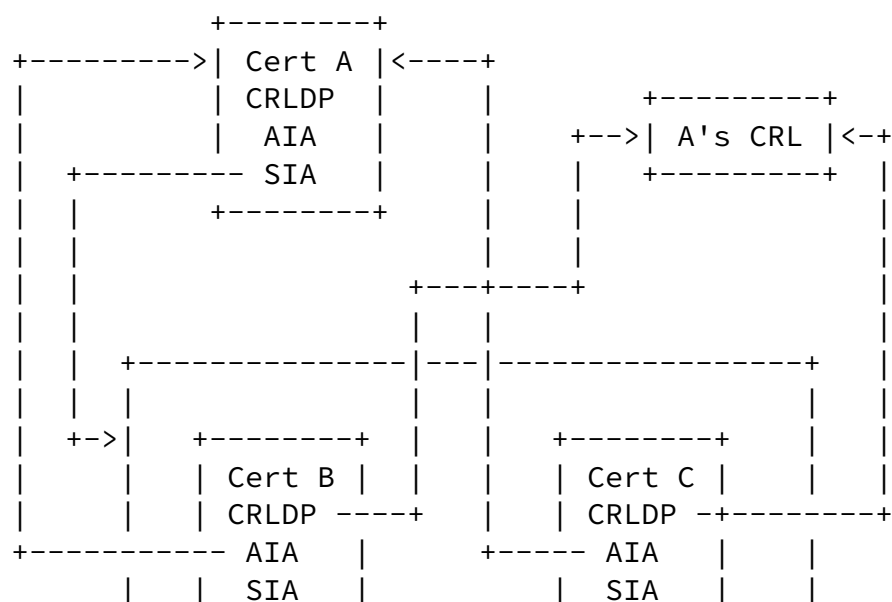 Cert A
CRLDP
A's CRL
AIA
SIA
Cert B
Cert C
CRLDP
CRLDP
AIA
AIA
SIA
SIA